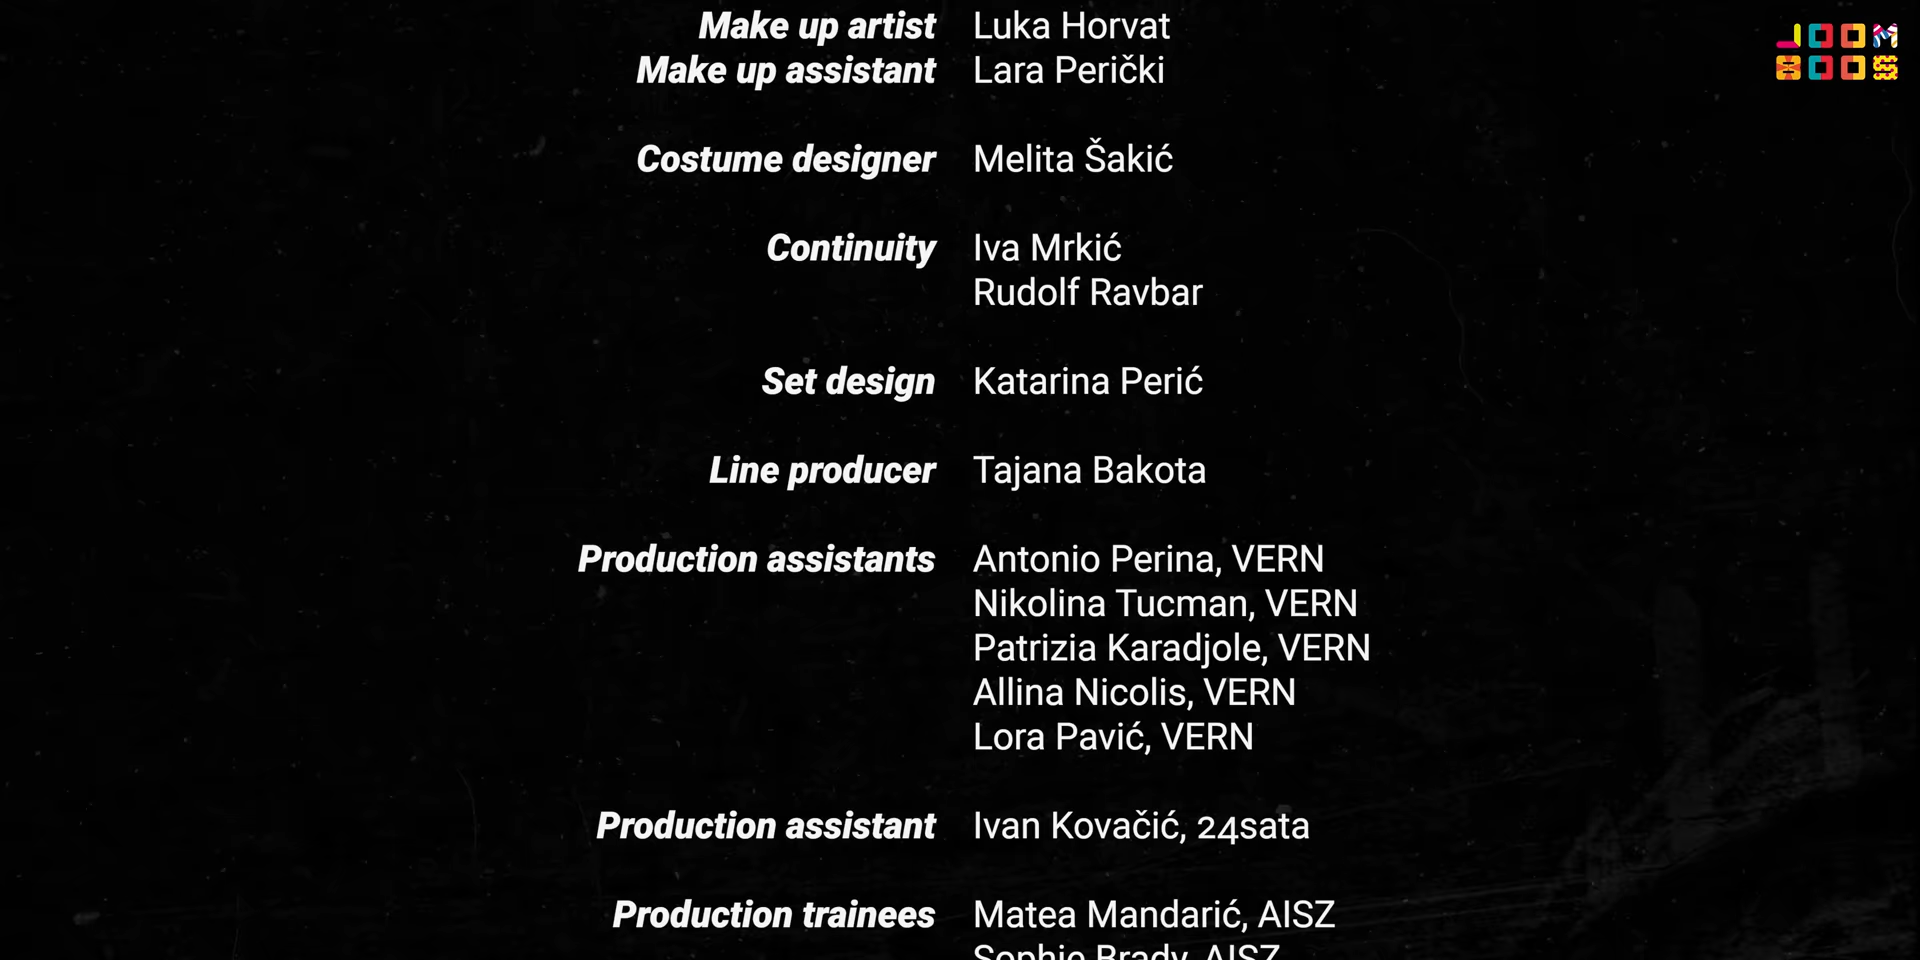 Make up artist Luka Horvat
Make up assistant Lara Perički
Costume designer Melita Šakić
Continuity Iva Mrkić
Rudolf Ravbar
Set design Katarina Perić
Line producer Tajana Bakota
Production assistants Antonio Perina, VERN
Nikolina Tucman, VERN
Patrizia Karadjole, VERN
Allina Nicolis, VERN
Lora Pavić, VERN
Production assistant Ivan Kovačić, 24sata
Production trainees Matea Mandarić, AISZ
Sophie Brady, AISZ
JOOM
BOOS